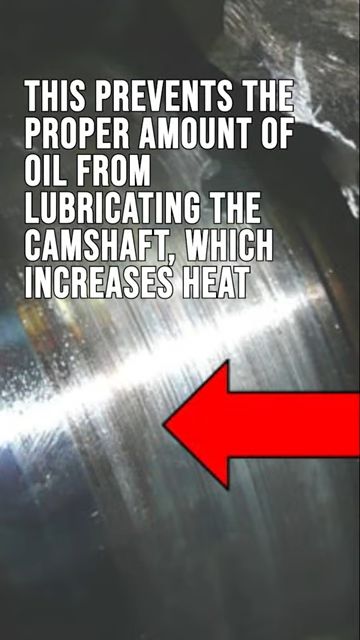 THIS PREVENTS THE
PROPER AMOUNT OF
OIL FROM
LUBRICATING THE
CAMSHAFT, WHICH
INCREASES HEAT